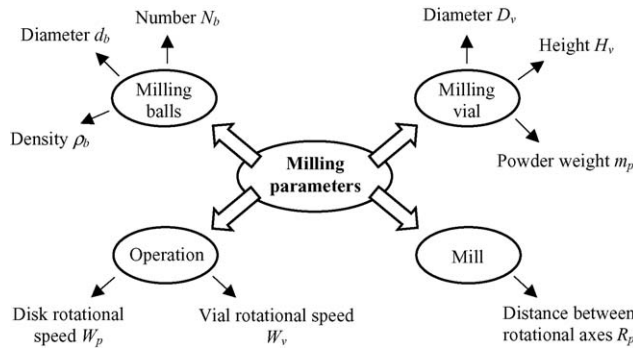 Number N_b
Diameter d_b
Milling
balls
Density ρ_b
Diameter D_v
Height H_v
Milling
vial
Powder weight m_p
Milling
parameters
Operation
Disk rotational
speed W_p
Vial rotational speed
W_v
Mill
Distance between
rotational axes R_p